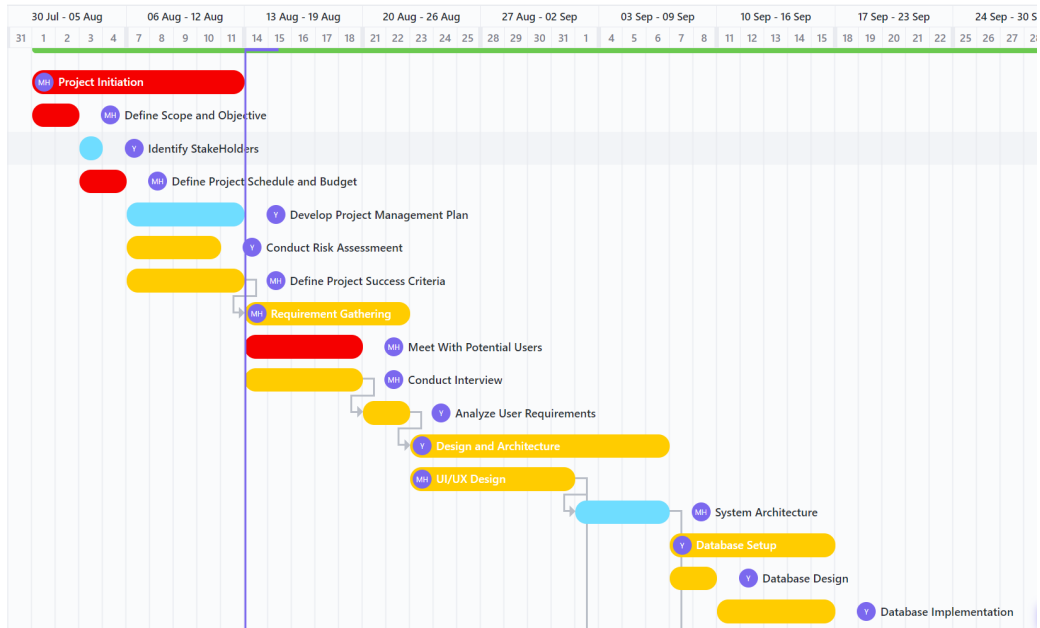 30 Jul - 05 Aug 06 Aug - 12 Aug 13 Aug - 19 Aug 20 Aug - 26 Aug 27 Aug - 02 Sep 03 Sep - 09 Sep 10 Sep - 16 Sep 17 Sep - 23 Sep 24 Sep - 30 S
31 1 2 3 4 7 8 9 10 11 14 15 16 17 18 21 22 23 24 25 28 29 30 31 1 4 5 6 7 8 11 12 13 14 15 18 19 20 21 22 25 26 27 28
MH Project Initiation
MH Define Scope and Objective
Y Identify StakeHolders
MH Define Project Schedule and Budget
Y Develop Project Management Plan
Y Conduct Risk Assessment
MH Define Project Success Criteria
MH Requirement Gathering
MH Meet With Potential Users
MH Conduct Interview
Y Analyze User Requirements
Y Design and Architecture
MH UI/UX Design
MH System Architecture
Y Database Setup
Y Database Design
Y Database Implementation